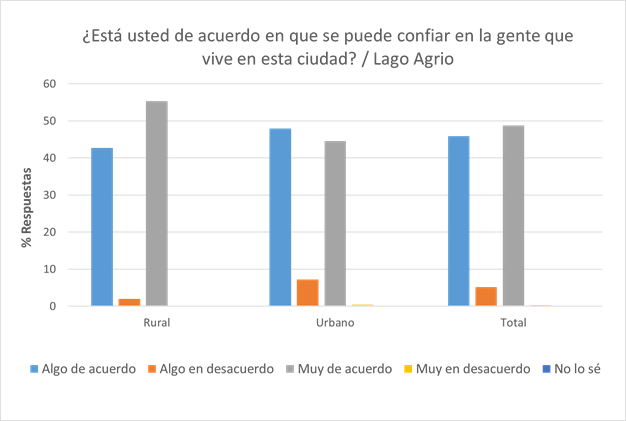 ¿Está usted de acuerdo en que se puede confiar en la gente que
vive en esta ciudad? / Lago Agrio
60
50
40
30
20
10
0
% Respuestas
Rural Urbano Total
Algo de acuerdo Algo en desacuerdo Muy de acuerdo Muy en desacuerdo No lo sé